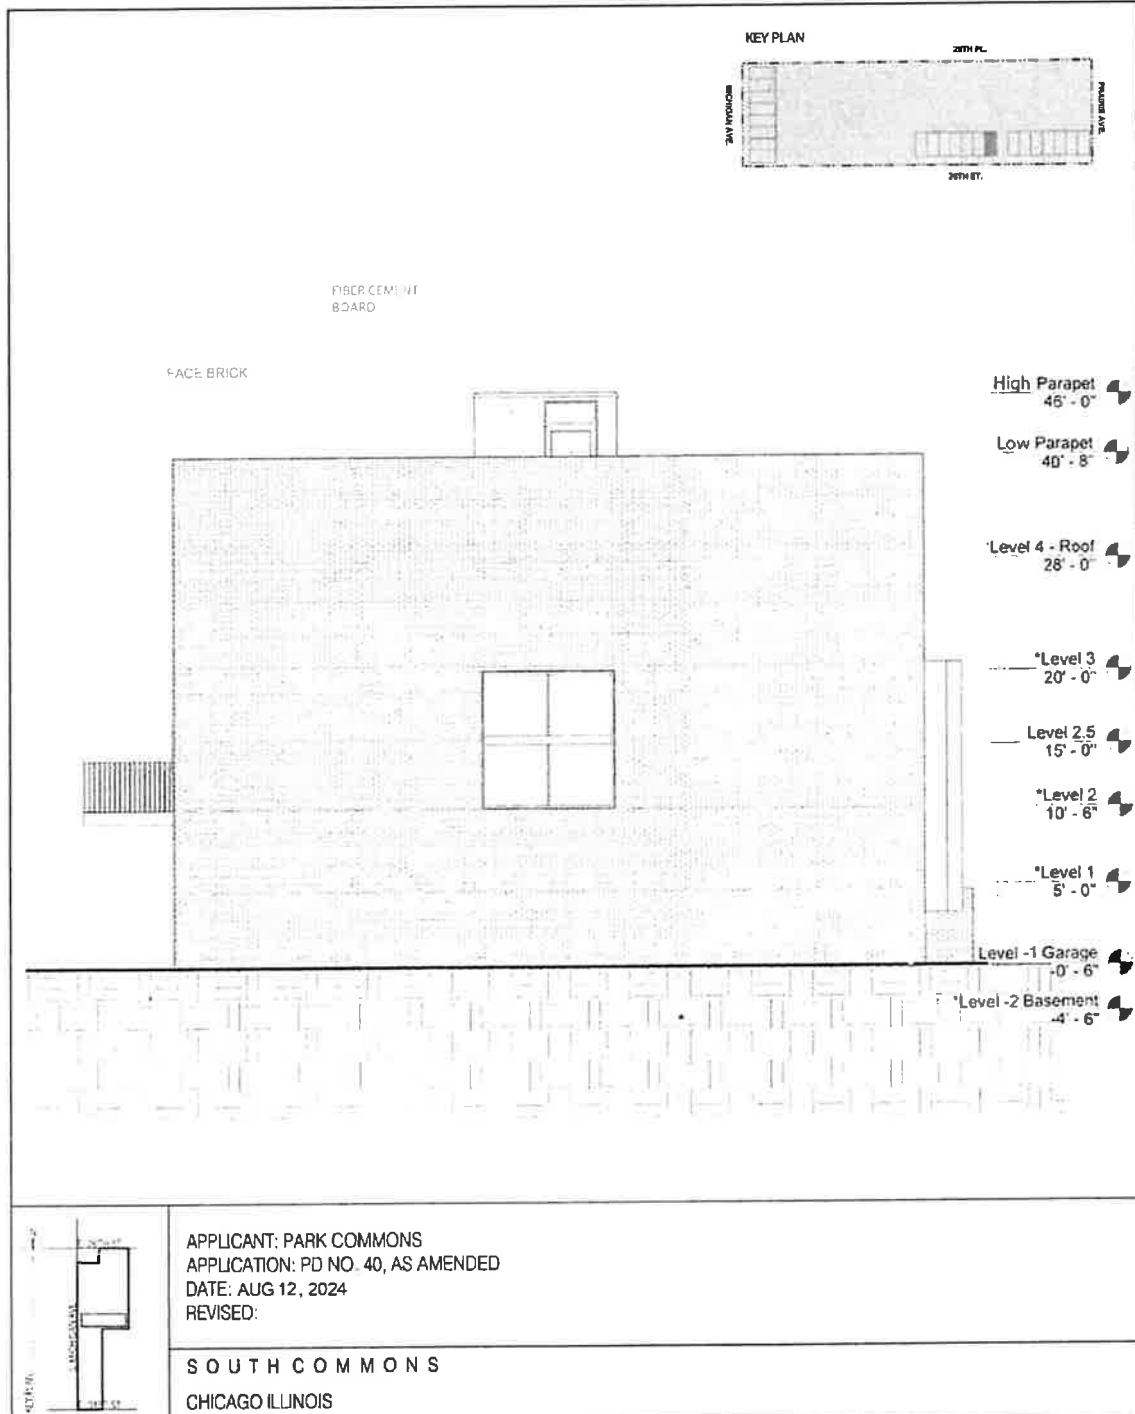 KEY PLAN
MICHIGAN AVE.
PRAIRIE AVE.
FIBER CEMENT
BOARD
FACE BRICK
High Parapet
46' - 0"
Low Parapet
40' - 8"
*Level 4 - Roof
28' - 0"
*Level 3
20' - 0"
Level 2.5
15' - 0"
*Level 2
10' - 6"
*Level 1
5' - 0"
Level -1 Garage
-0' - 6"
*Level -2 Basement
-4' - 6"
APPLICANT: PARK COMMONS
APPLICATION: PD NO. 40, AS AMENDED
DATE: AUG 12, 2024
REVISED:
SOUTH COMMONS
CHICAGO ILLINOIS